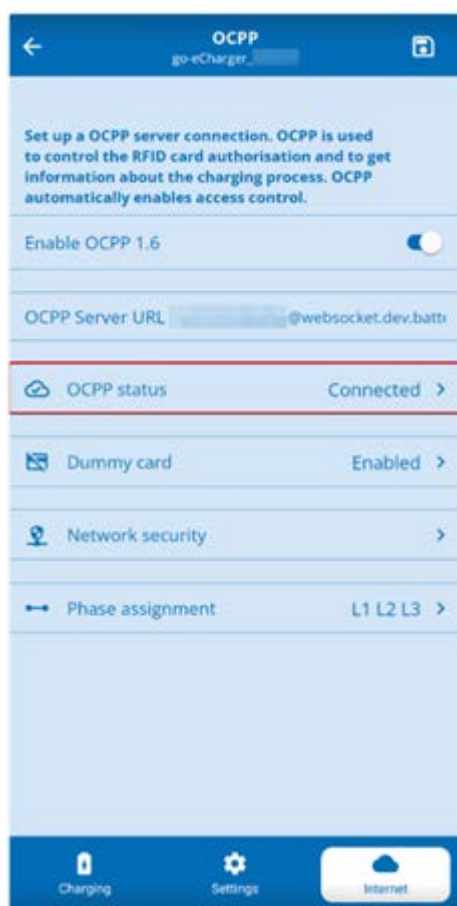 OCPP
go-eCharger_
Set up a OCPP server connection. OCPP is used
to control the RFID card authorisation and to get
information about the charging process. OCPP
automatically enables access control.
Enable OCPP 1.6
OCPP Server URL @websocket.dev.batt
OCPP status Connected
Dummy card Enabled
Network security
Phase assignment L1 L2 L3
Charging Settings Internet